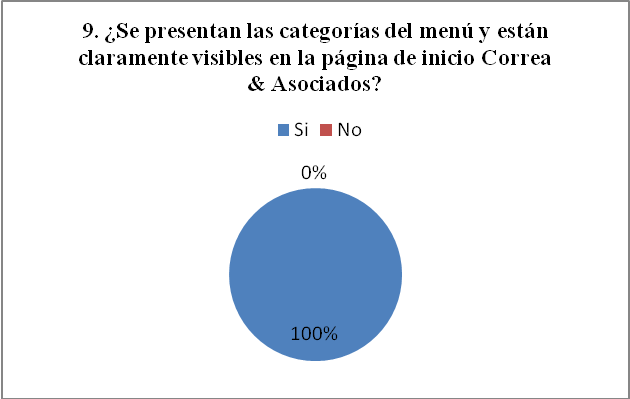 9. ¿Se presentan las categorías del menú y están
claramente visibles en la página de inicio Correa
& Asociados?
Si No
0%
100%